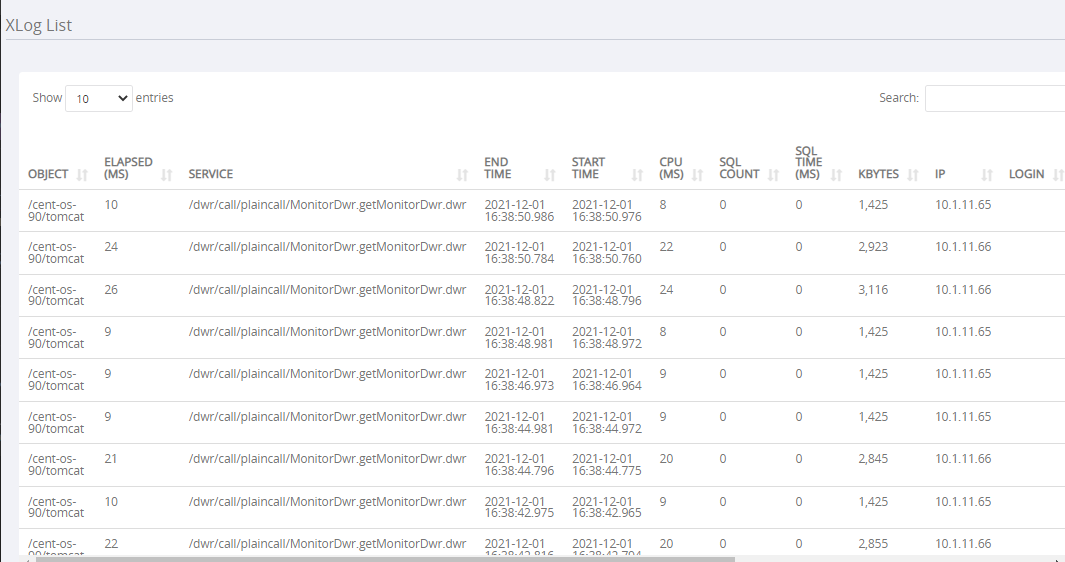 XLog List
Show 10 entries
Search:
OBJECT ELAPSED (MS) SERVICE END TIME START TIME CPU (MS) SQL COUNT SQL TIME (MS) KBYTES IP LOGIN
/cent-os- 10 /dwr/call/plaincall/MonitorDwr.getMonitorDwr.dwr 2021-12-01 2021-12-01 8 0 0 1,425 10.1.11.65
90/tomcat 16:38:50.986 16:38:50.976
/cent-os- 24 /dwr/call/plaincall/MonitorDwr.getMonitorDwr.dwr 2021-12-01 2021-12-01 22 0 0 2,923 10.1.11.66
90/tomcat 16:38:50.784 16:38:50.760
/cent-os- 26 /dwr/call/plaincall/MonitorDwr.getMonitorDwr.dwr 2021-12-01 2021-12-01 24 0 0 3,116 10.1.11.66
90/tomcat 16:38:48.822 16:38:48.796
/cent-os- 9 /dwr/call/plaincall/MonitorDwr.getMonitorDwr.dwr 2021-12-01 2021-12-01 8 0 0 1,425 10.1.11.65
90/tomcat 16:38:48.981 16:38:48.972
/cent-os- 9 /dwr/call/plaincall/MonitorDwr.getMonitorDwr.dwr 2021-12-01 2021-12-01 9 0 0 1,425 10.1.11.65
90/tomcat 16:38:46.973 16:38:46.964
/cent-os- 9 /dwr/call/plaincall/MonitorDwr.getMonitorDwr.dwr 2021-12-01 2021-12-01 9 0 0 1,425 10.1.11.65
90/tomcat 16:38:44.981 16:38:44.972
/cent-os- 21 /dwr/call/plaincall/MonitorDwr.getMonitorDwr.dwr 2021-12-01 2021-12-01 20 0 0 2,845 10.1.11.66
90/tomcat 16:38:44.796 16:38:44.775
/cent-os- 10 /dwr/call/plaincall/MonitorDwr.getMonitorDwr.dwr 2021-12-01 2021-12-01 9 0 0 1,425 10.1.11.65
90/tomcat 16:38:42.975 16:38:42.965
/cent-os- 22 /dwr/call/plaincall/MonitorDwr.getMonitorDwr.dwr 2021-12-01 2021-12-01 20 0 0 2,855 10.1.11.66